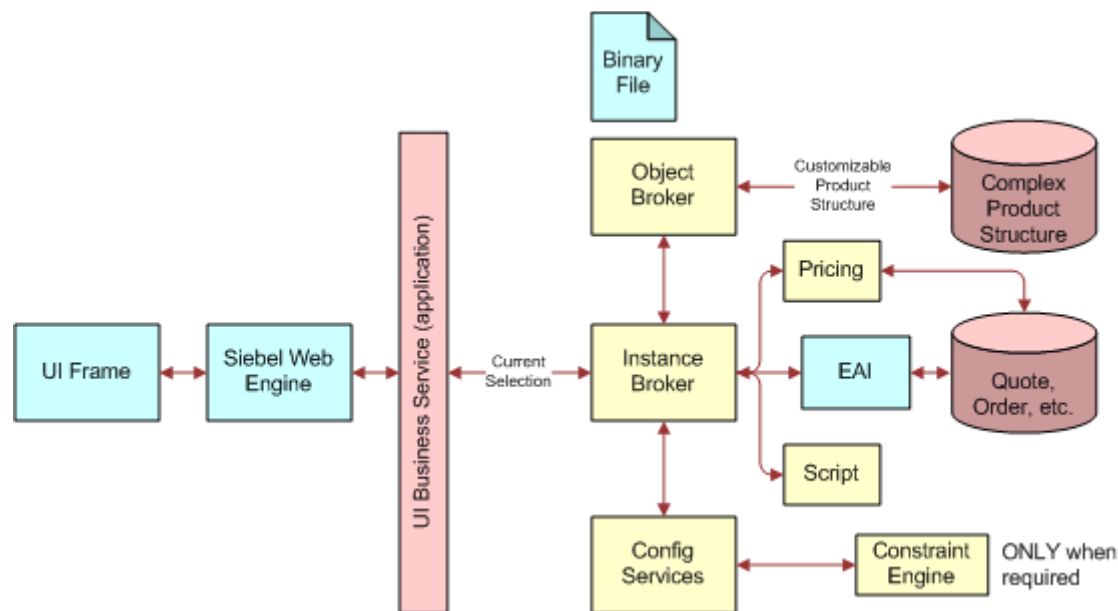 Binary
File
Object
Broker
Customizable
Product
Structure
Complex
Product
Structure
Pricing
UI Frame
Siebel Web
Engine
UI Business Service (application)
Current
Selection
Instance
Broker
EAI
Quote,
Order, etc.
Script
Config
Services
Constraint
Engine
ONLY when
required